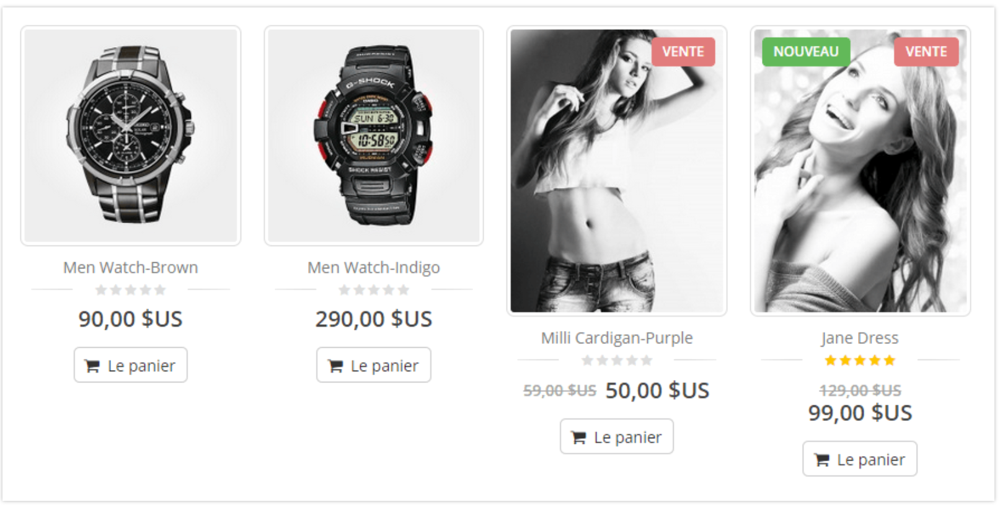 G-SHOCK
CASIO
SUN 6-30
10:58 50
MUDMAN
SHOCK RESIST
VENTE
NOUVEAU
VENTE
Men Watch-Brown
90,00 $US
Le panier
Men Watch-Indigo
290,00 $US
Le panier
Milli Cardigan-Purple
59,00 $US 50,00 $US
Le panier
Jane Dress
129,00 $US
99,00 $US
Le panier